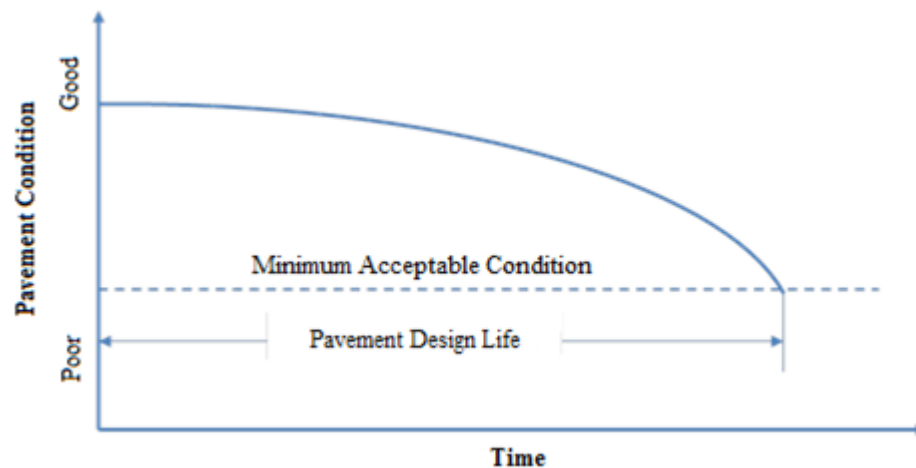 Good
Pavement Condition
Minimum Acceptable Condition
Pavement Design Life
Poor
Time